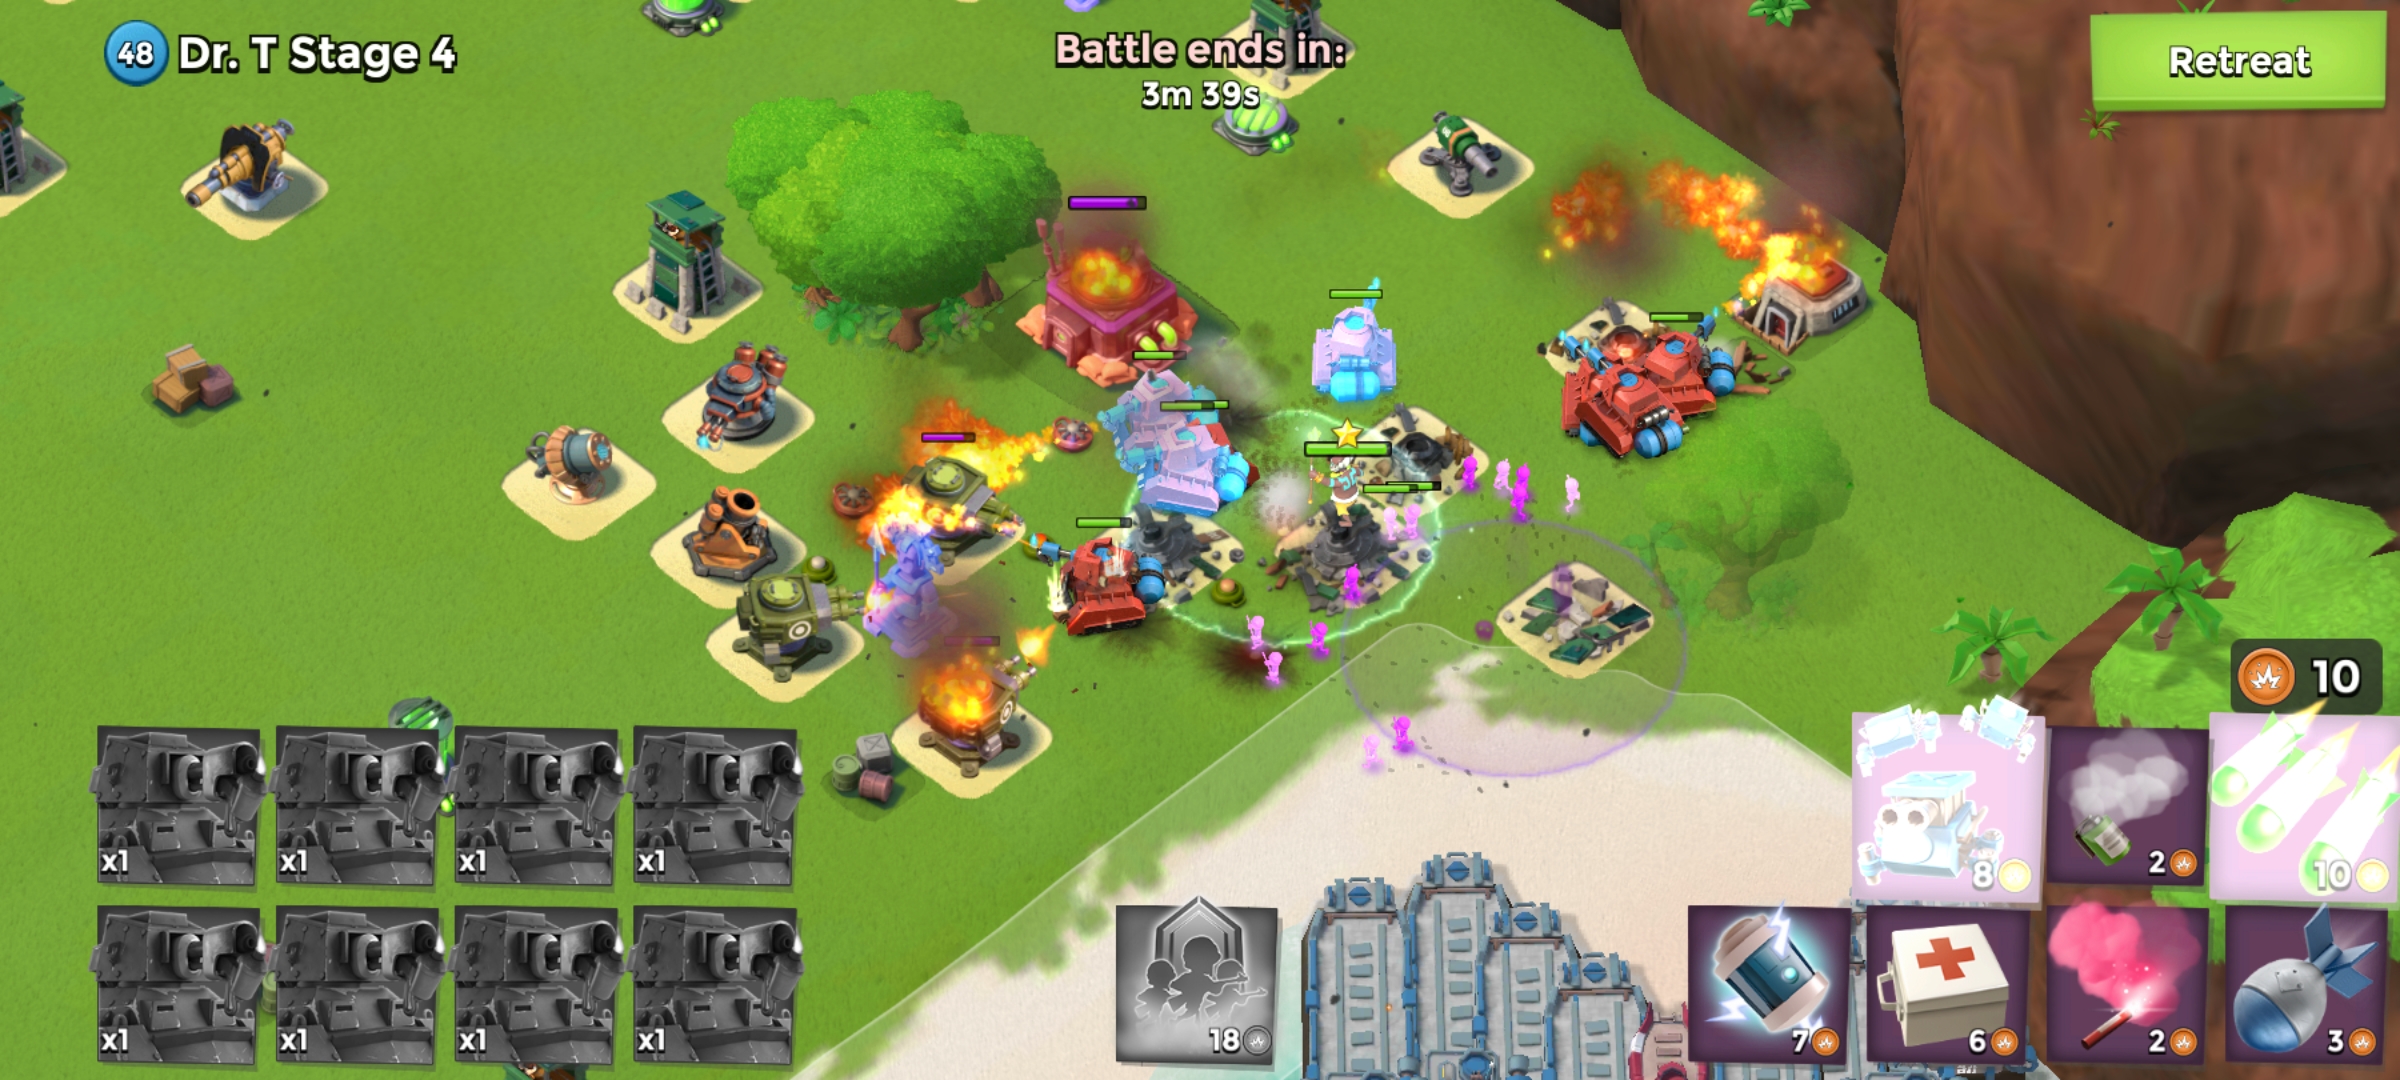 48 Dr. T Stage 4
Battle ends in:
3m 39s
Retreat
10
x1 x1 x1 x1
8 2 10
x1 x1 x1 x1
18 7 6 2 3